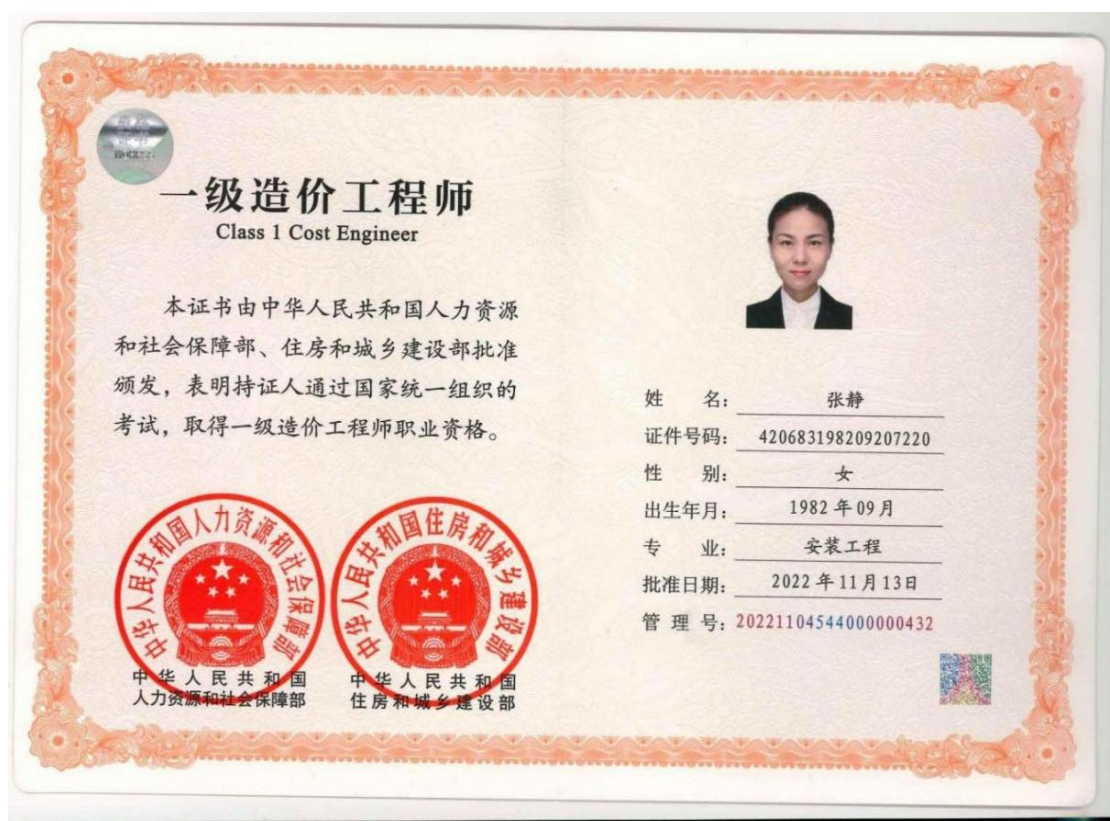 一级造价工程师
Class 1 Cost Engineer
本证书由中华人民共和国人力资源
和社会保障部、住房和城乡建设部批准
颁发，表明持证人通过国家统一组织的
考试，取得一级造价工程师职业资格。
中华人民共和国人力资源和社会保障部
中华人民共和国住房和城乡建设部
中华人民共和国
人力资源和社会保障部
中华人民共和国
住房和城乡建设部
姓名：张静
证件号码：420683198209207220
性别：女
出生年月：1982年09月
专业：安装工程
批准日期：2022年11月13日
管理号：20221104544000000432